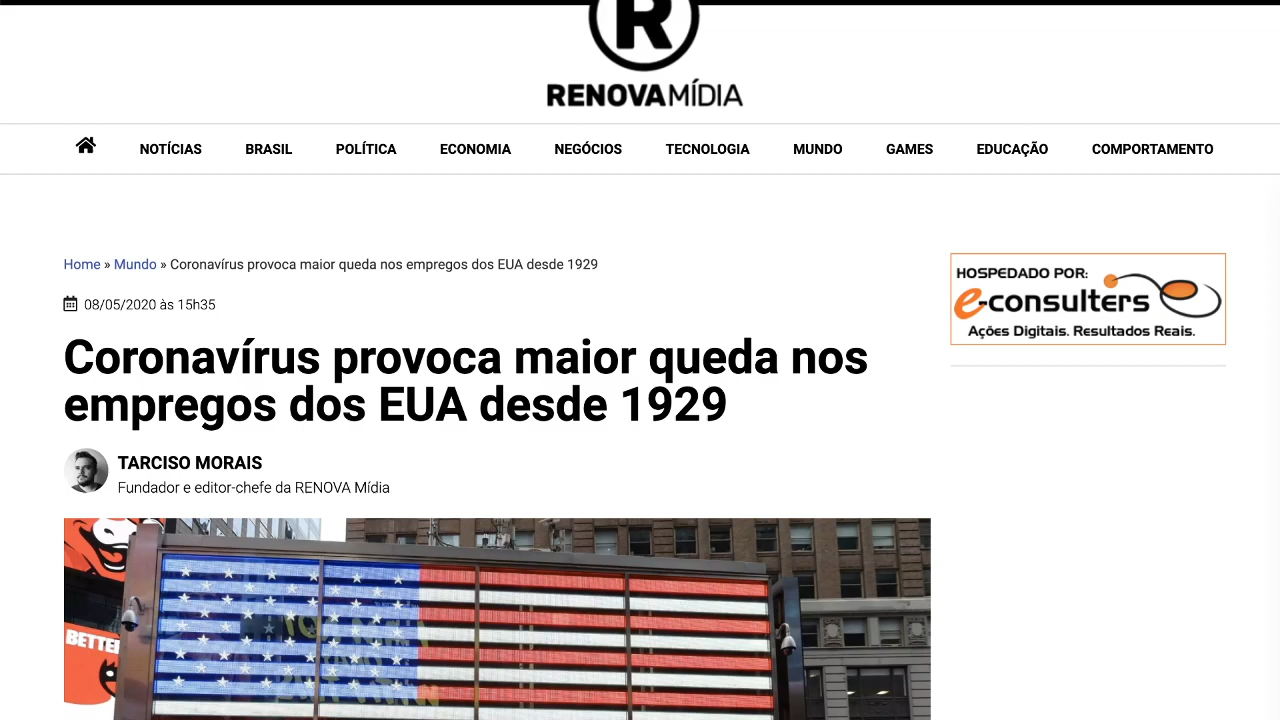 R
RENOVAMÍDIA
NOTÍCIAS BRASIL POLÍTICA ECONOMIA NEGÓCIOS TECNOLOGIA MUNDO GAMES EDUCAÇÃO COMPORTAMENTO
Home » Mundo » Coronavírus provoca maior queda nos empregos dos EUA desde 1929
08/05/2020 às 15h35
Coronavírus provoca maior queda nos
empregos dos EUA desde 1929
TARCISO MORAIS
Fundador e editor-chefe da RENOVA Mídia
HOSPEDADO POR:
e-consulters
Ações Digitais. Resultados Reais.
BETTER